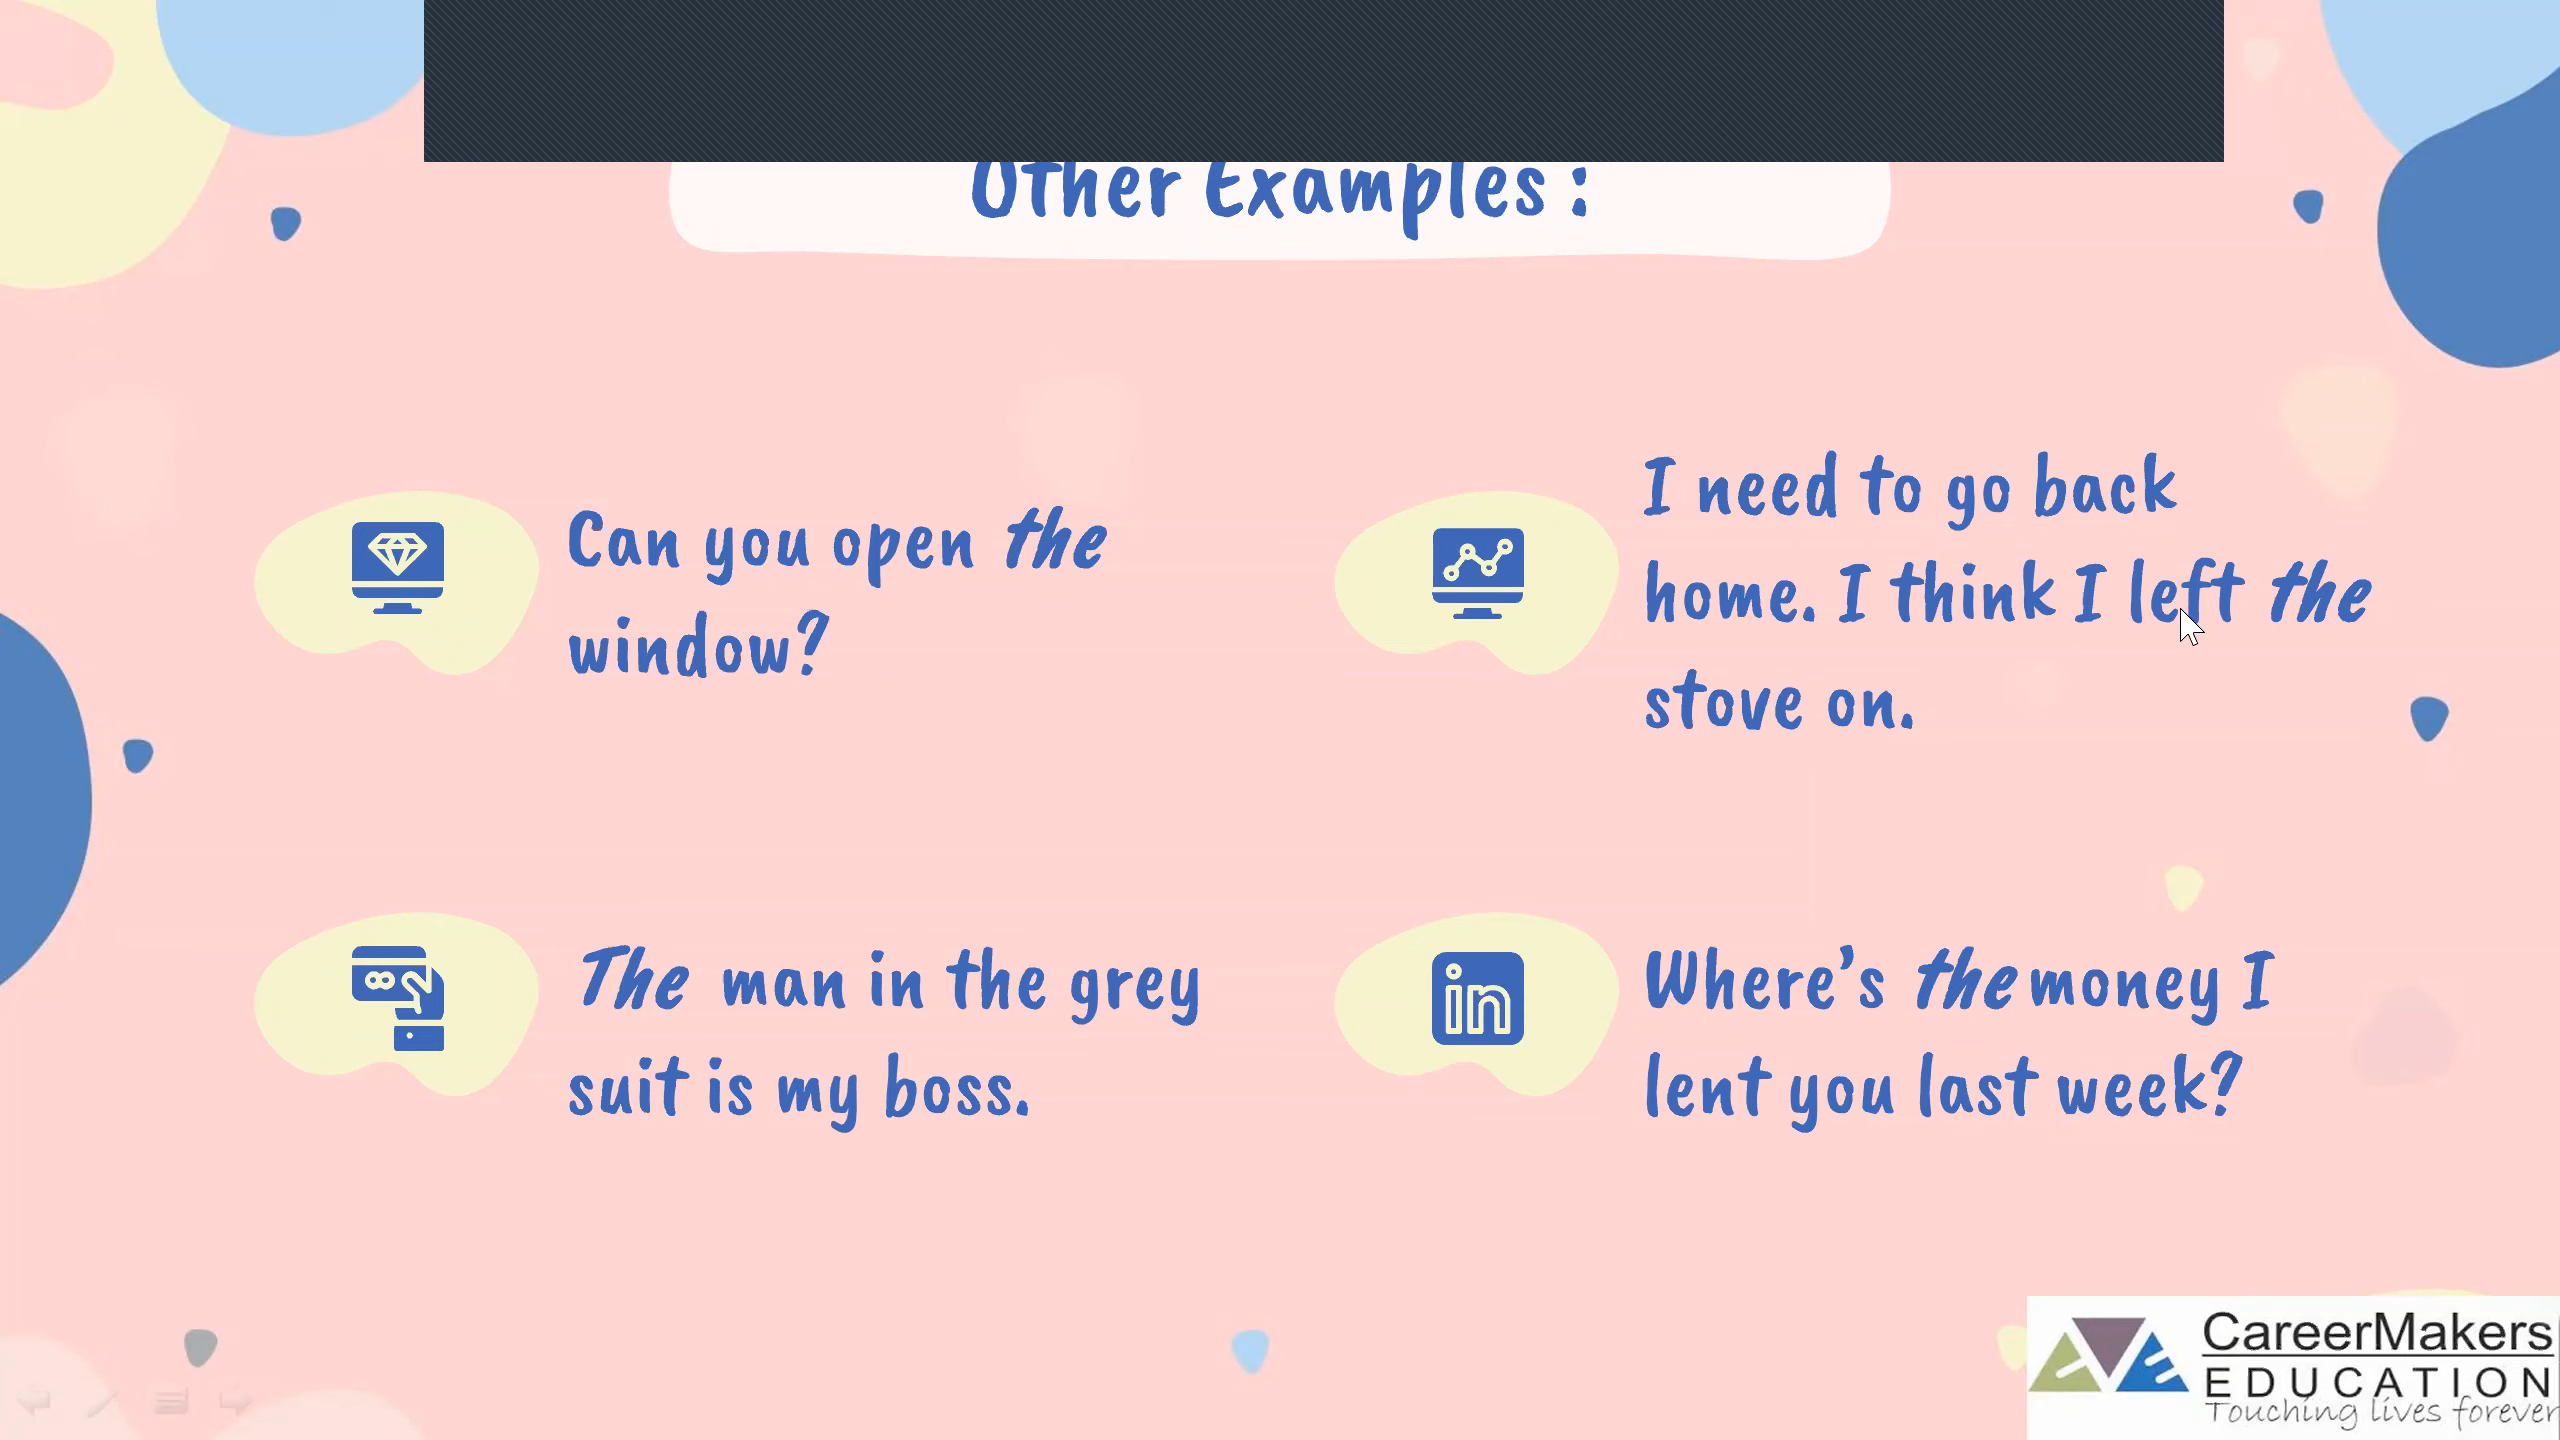 Other Examples :
Can you open the
window?
I need to go back
home. I think I left the
stove on.
The man in the grey
suit is my boss.
in
Where's the money I
lent you last week?
CareerMakers
EDUCATION
Touching lives forever